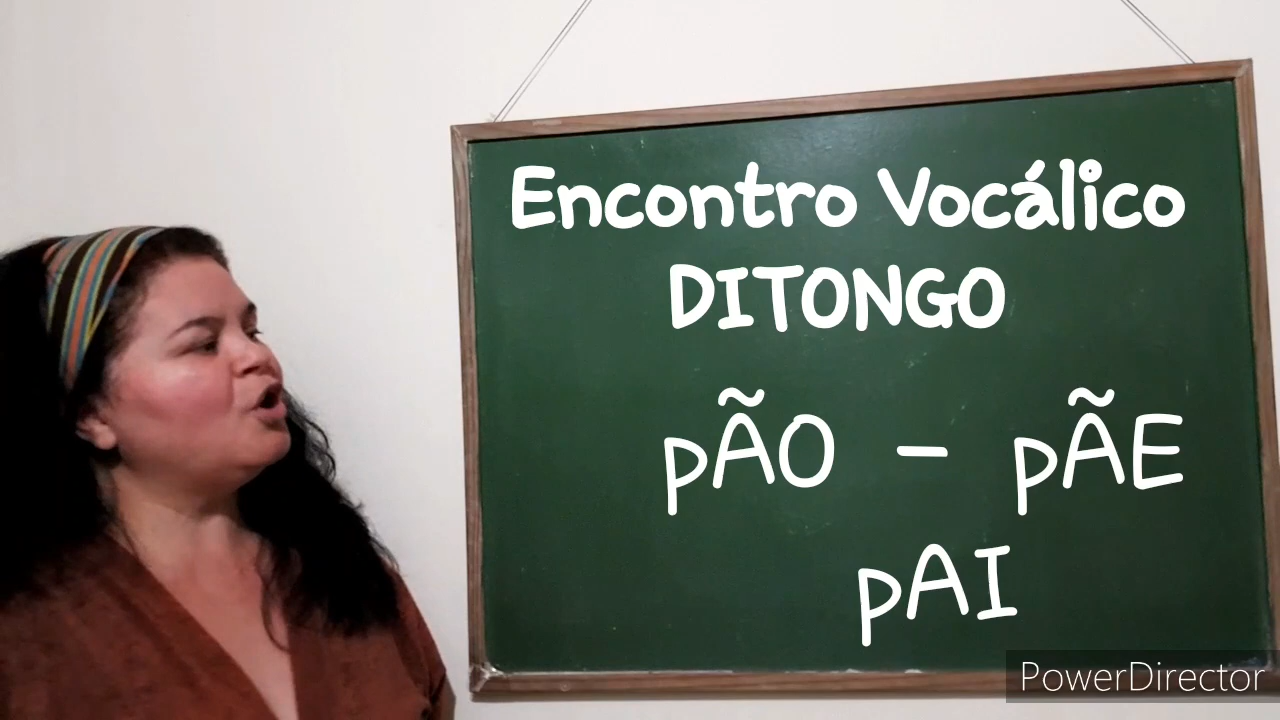 Encontro Vocálico
DITONGO
pÃO - pÃE
pAI
PowerDirector